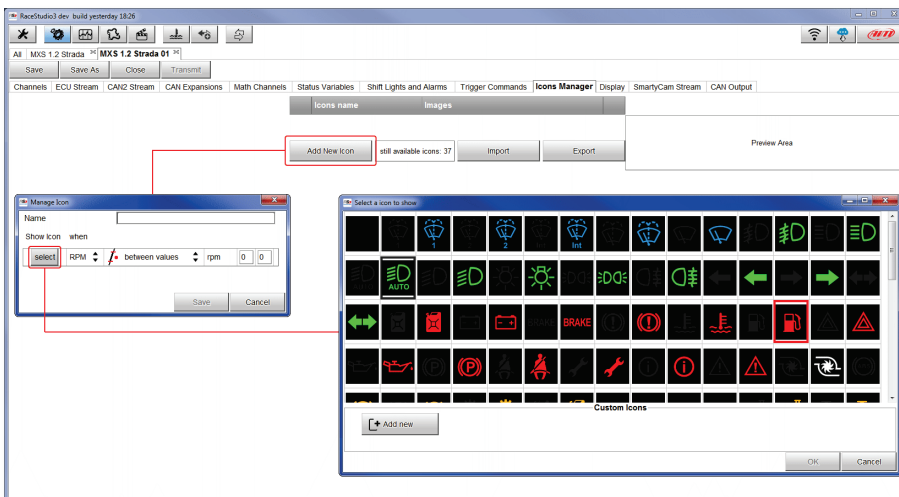 RaceStudio3 dev build yesterday 18:26
AiM
All MXS 1.2 Strada MXS 1.2 Strada 01
Save Save As Close Transmit
Channels ECU Stream CAN2 Stream CAN Expansions Math Channels Status Variables Shift Lights and Alarms Trigger Commands Icons Manager Display SmartyCam Stream CAN Output
Icons name Images
Add New Icon still available icons: 37 Import Export
Preview Area
Manage Icon
Name
Show Icon when
select RPM between values rpm 0 0
Save Cancel
Select a icon to show
1 2 Int
AUTO
BRAKE BRAKE
Custom Icons
Add new
OK Cancel